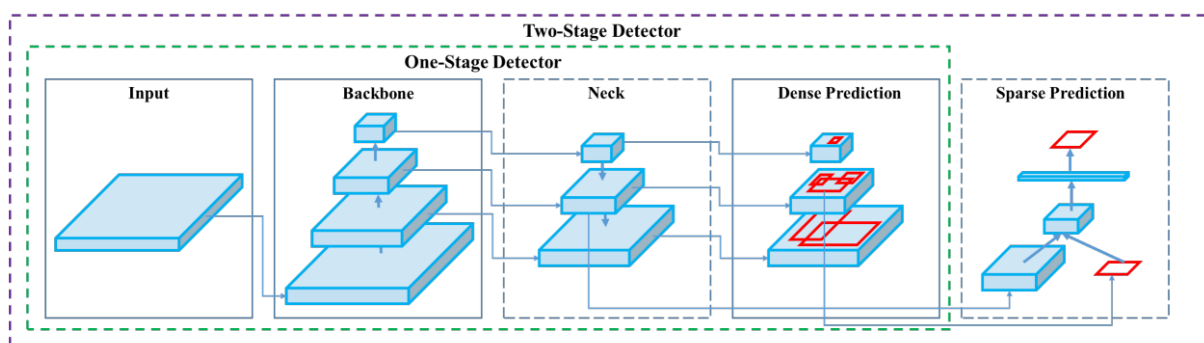 Two-Stage Detector
One-Stage Detector
Input
Backbone
Neck
Dense Prediction
Sparse Prediction